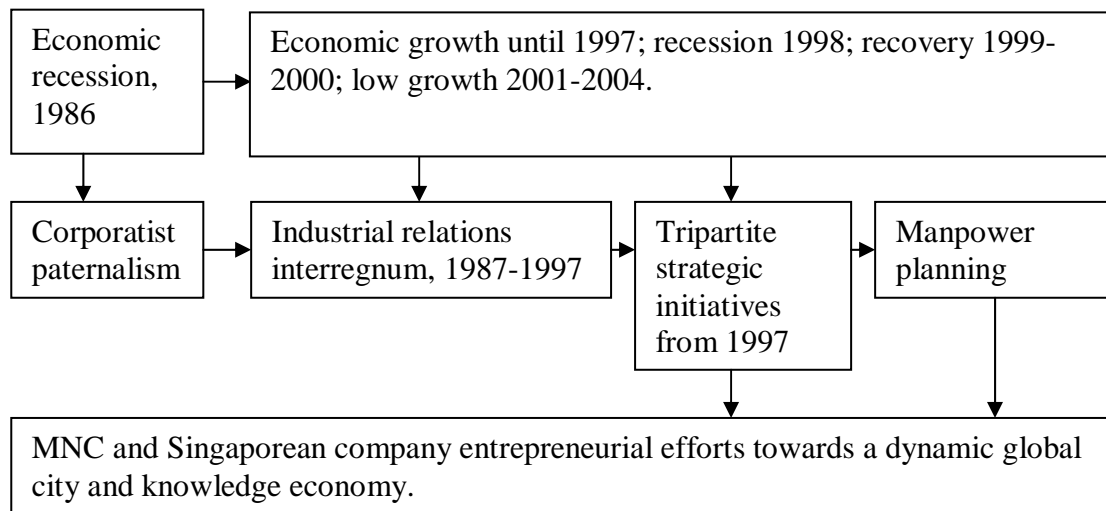 Economic
recession,
1986
Economic growth until 1997; recession 1998; recovery 1999-
2000; low growth 2001-2004.
Corporatist
paternalism
Industrial relations
interregnum, 1987-1997
Tripartite
strategic
initiatives
from 1997
Manpower
planning
MNC and Singaporean company entrepreneurial efforts towards a dynamic global
city and knowledge economy.